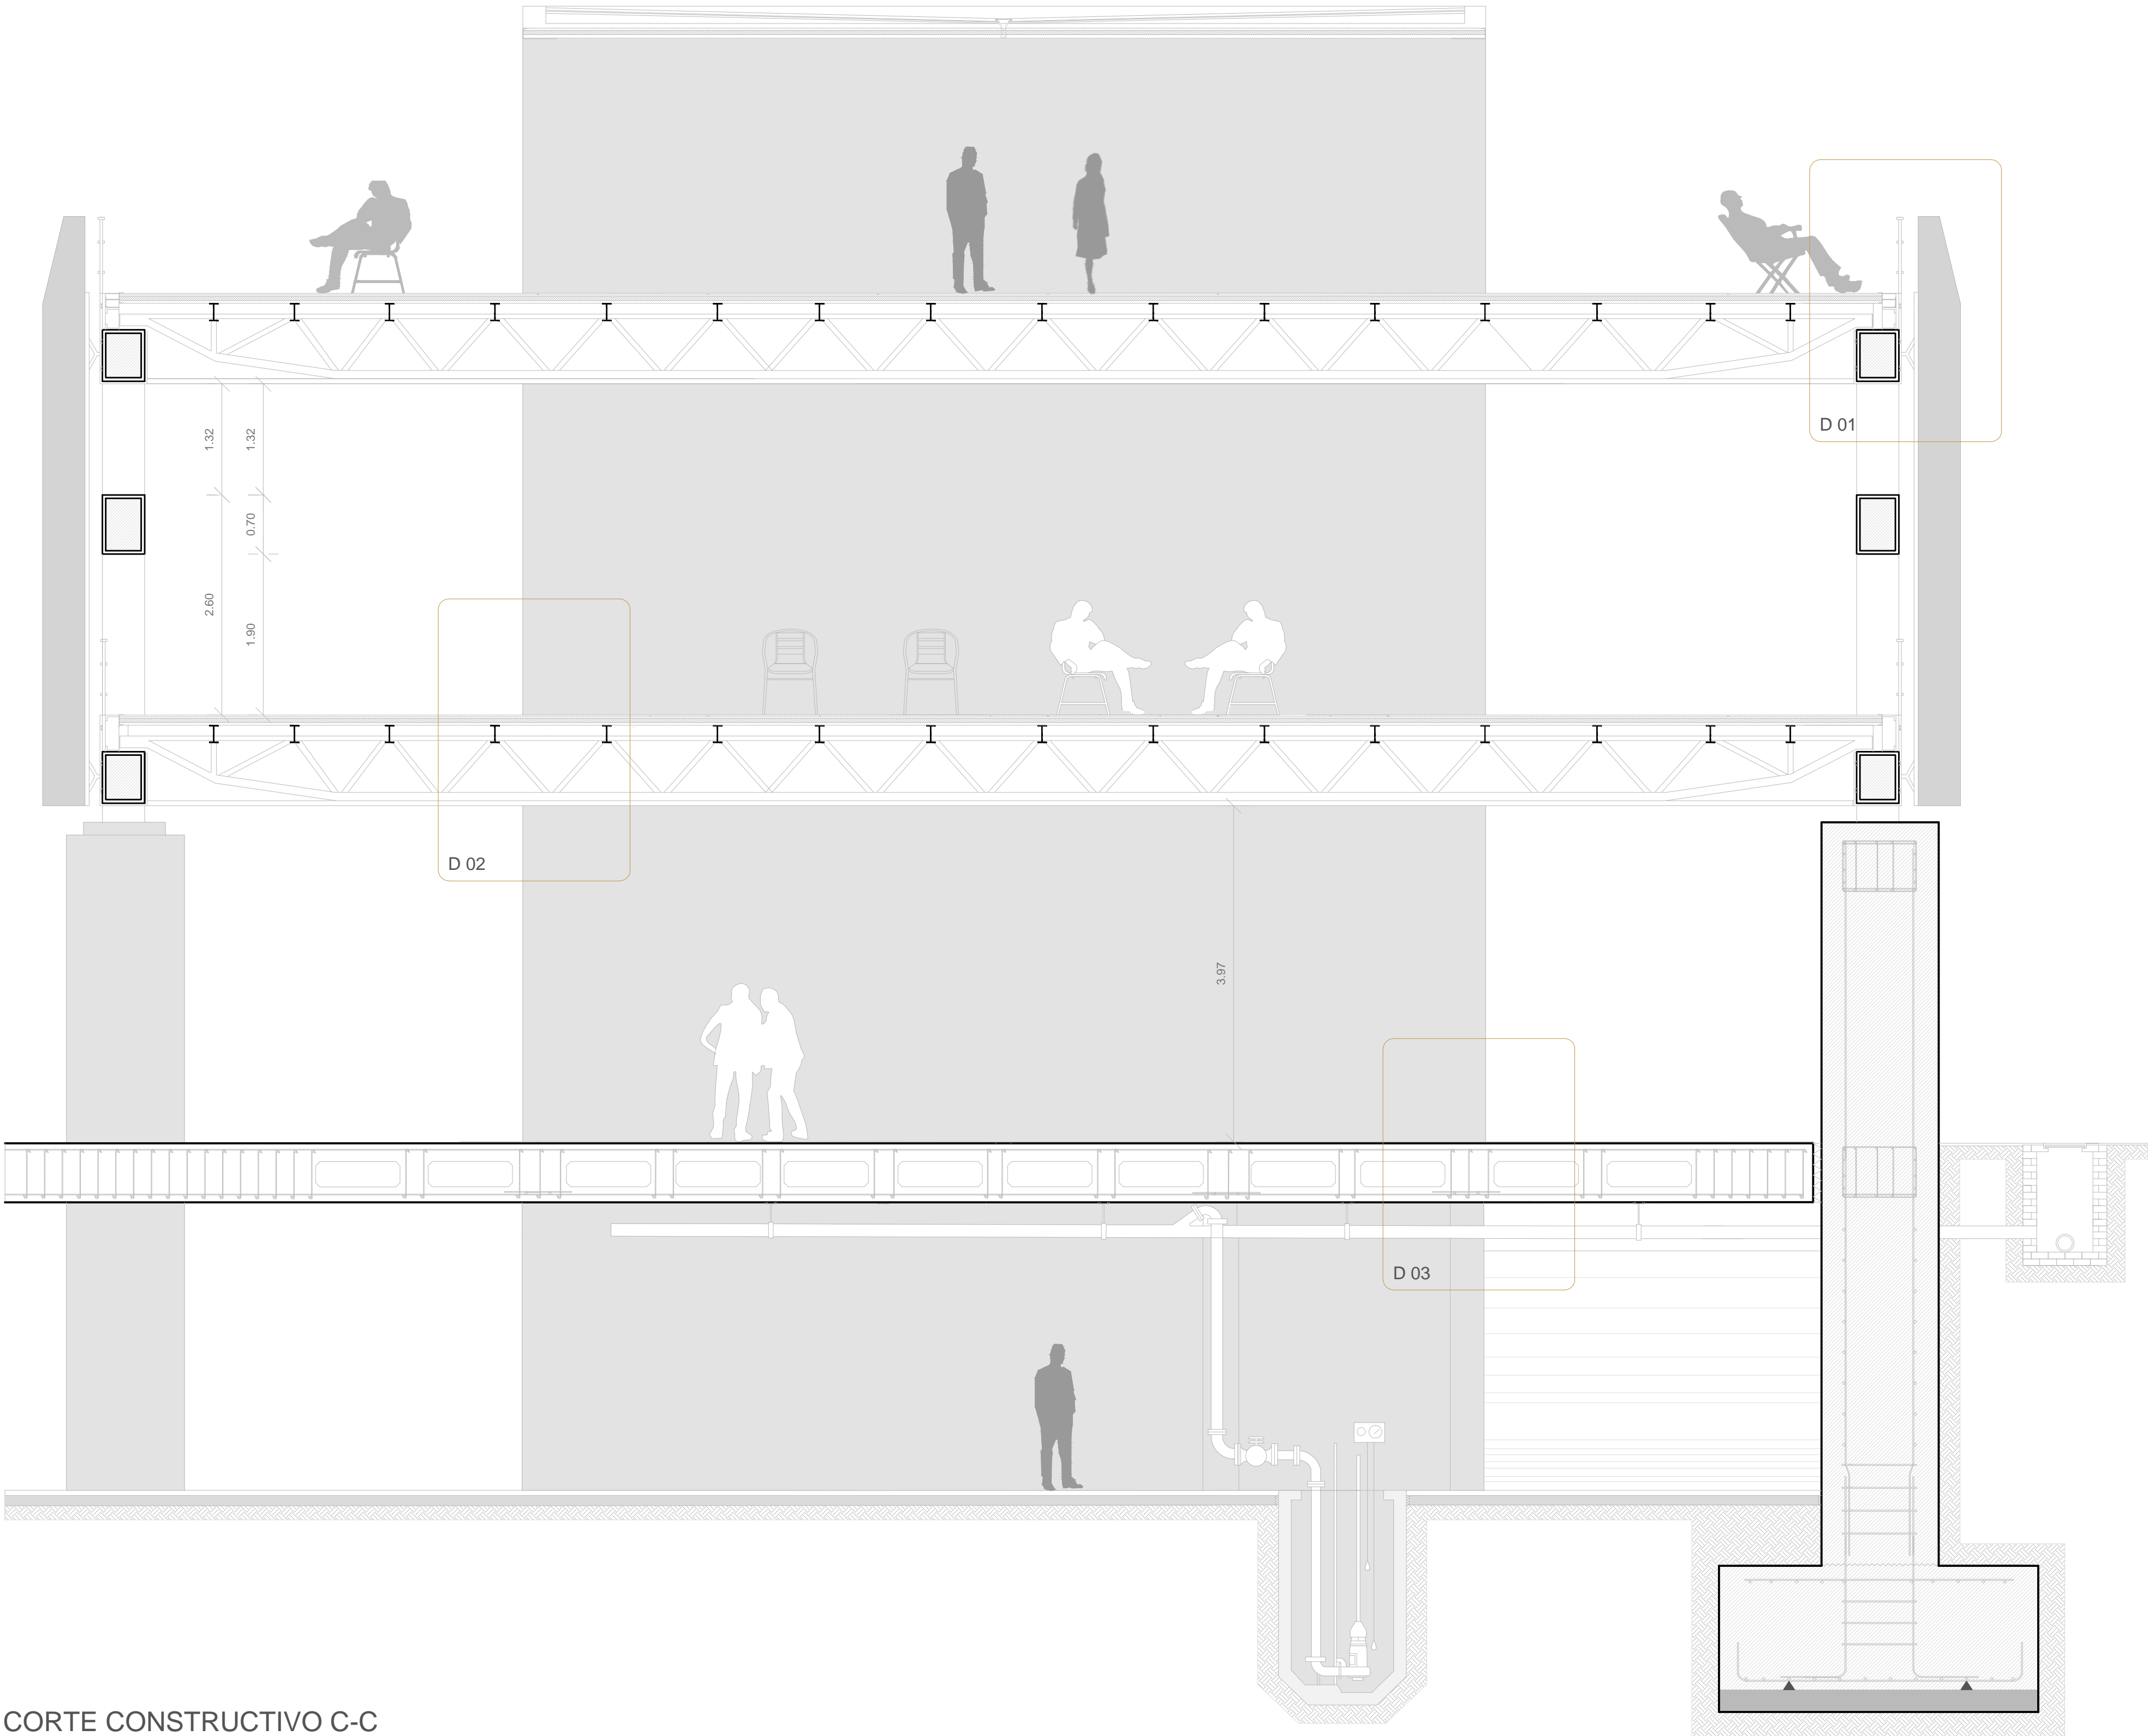 D 01
1.32
1.32
0.70
2.60
1.90
D 02
3.97
D 03
CORTE CONSTRUCTIVO C-C